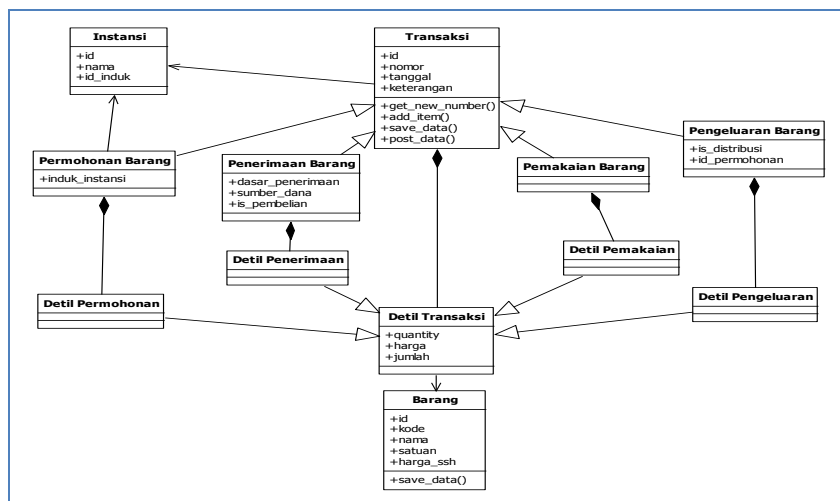 Instansi
+id
+nama
+id_induk
Transaksi
+id
+nomor
+tanggal
+keterangan
+get_new_number()
+add_item()
+save_data()
+post_data()
Permohonan Barang
+induk_instansi
Penerimaan Barang
+dasar_penerimaan
+sumber_dana
+is_pembelian
Pemakaian Barang
Pengeluaran Barang
+is_distribusi
+id_permohonan
Detil Permohonan
Detil Penerimaan
Detil Pemakaian
Detil Pengeluaran
Detil Transaksi
+quantity
+harga
+jumlah
Barang
+id
+kode
+nama
+satuan
+harga_ssh
+save_data()